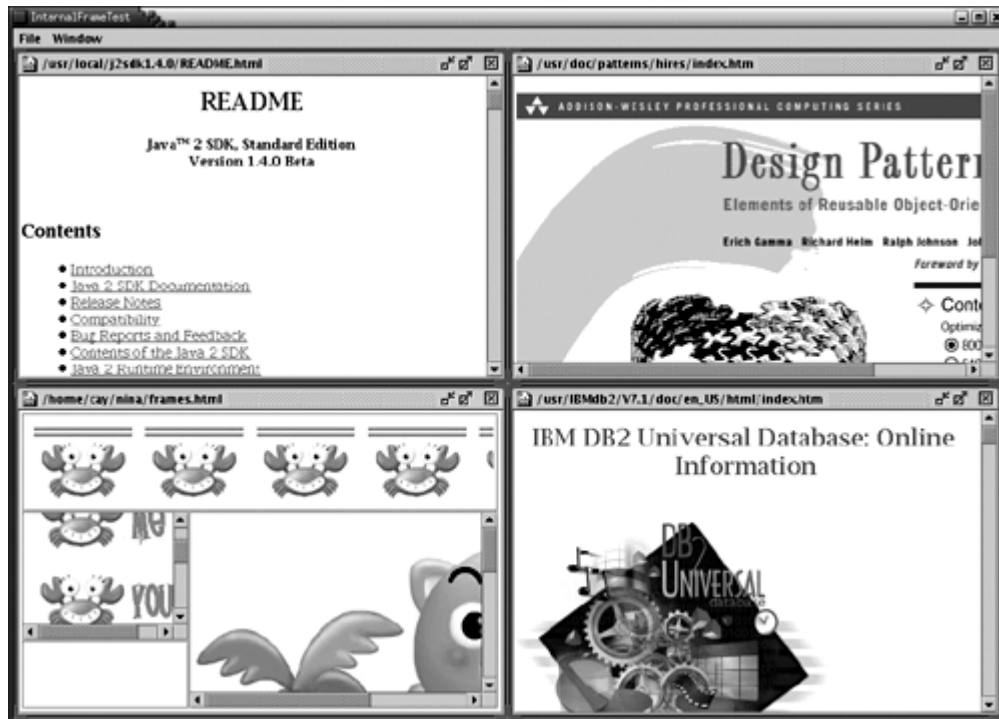 InternalFrameTest
File Window
/usr/local/j2sdk1.4.0/README.html
README
Java™ 2 SDK, Standard Edition
Version 1.4.0 Beta
Contents
Introduction
Java 2 SDK Documentation
Release Notes
Compatibility
Bug Reports and Feedback
Contents of the Java 2 SDK
Java 2 Runtime Environment
/usr/doc/patterns/hires/index.htm
ADDISON-WESLEY PROFESSIONAL COMPUTING SERIES
Design Pattern
Elements of Reusable Object-Orie
Erich Gamma Richard Helm Ralph Johnson Jo
Foreword by
Conte
Optimiz
800
/home/cay/nina/frames.html
Me
YOU
/usr/IBMdb2/V7.1/doc/en_US/html/index.htm
IBM DB2 Universal Database: Online
Information
DB2
UNIVERSAL
database